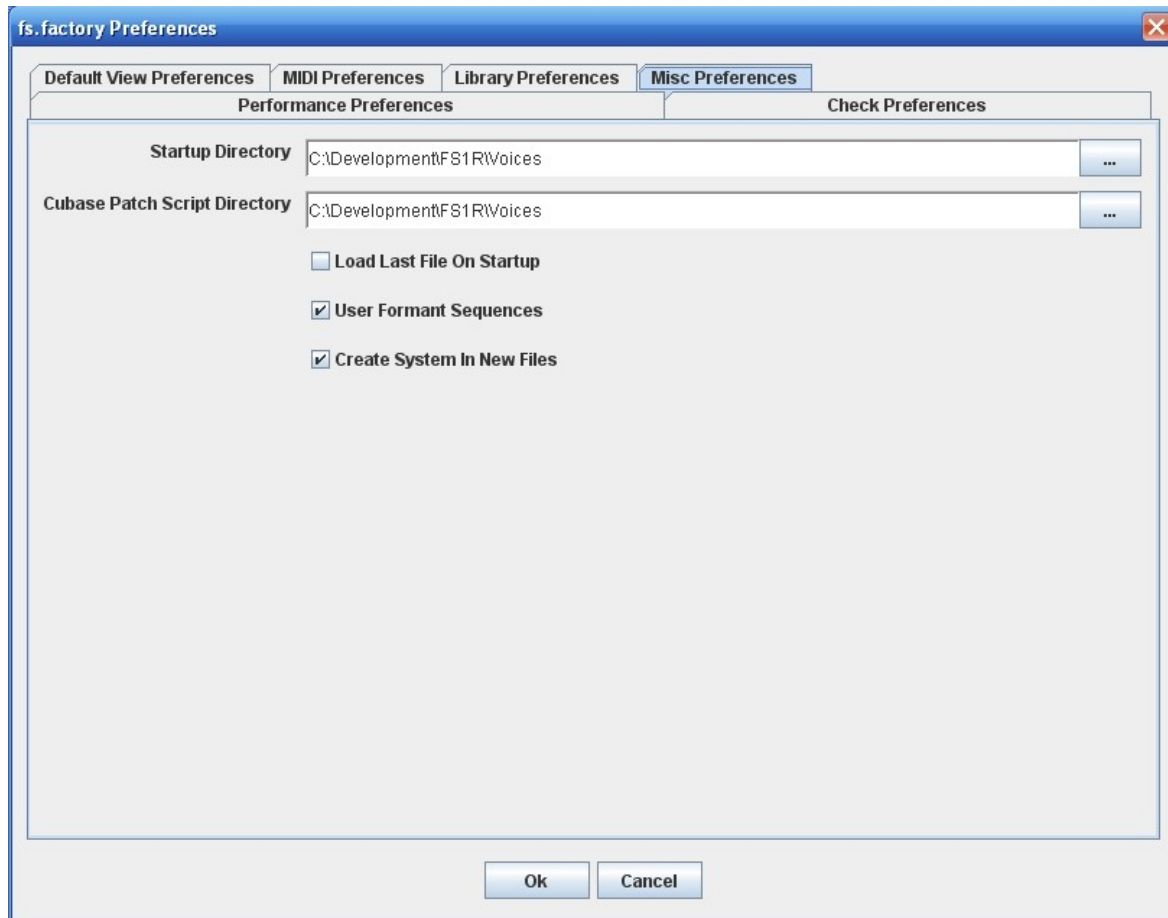 fs.factory Preferences
Default View Preferences
MIDI Preferences
Library Preferences
Misc Preferences
Performance Preferences
Check Preferences
Startup Directory
C:\Development\FS1R\Voices
...
Cubase Patch Script Directory
C:\Development\FS1R\Voices
...
Load Last File On Startup
User Formant Sequences
Create System In New Files
Ok
Cancel